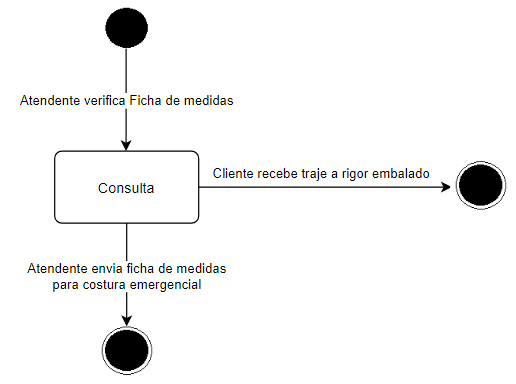 Atendente verifica Ficha de medidas
Consulta
Cliente recebe traje a rigor embalado
Atendente envia ficha de medidas
para costura emergencial